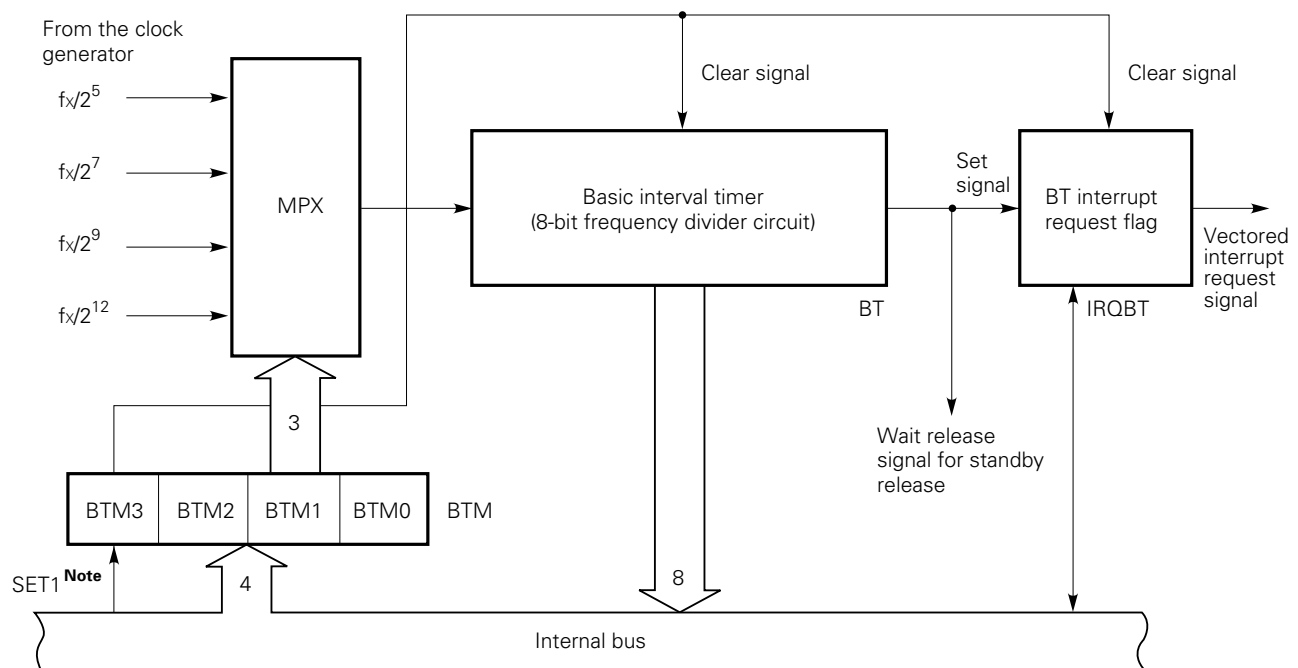 From the clock
generator
fx/2^5
fx/2^7
fx/2^9
fx/2^12
MPX
Clear signal
Clear signal
Basic interval timer
(8-bit frequency divider circuit)
BT
Set
signal
BT interrupt
request flag
IRQBT
Vectored
interrupt
request
signal
Wait release
signal for standby
release
3
BTM3 BTM2 BTM1 BTM0 BTM
SET1 Note
4
8
Internal bus